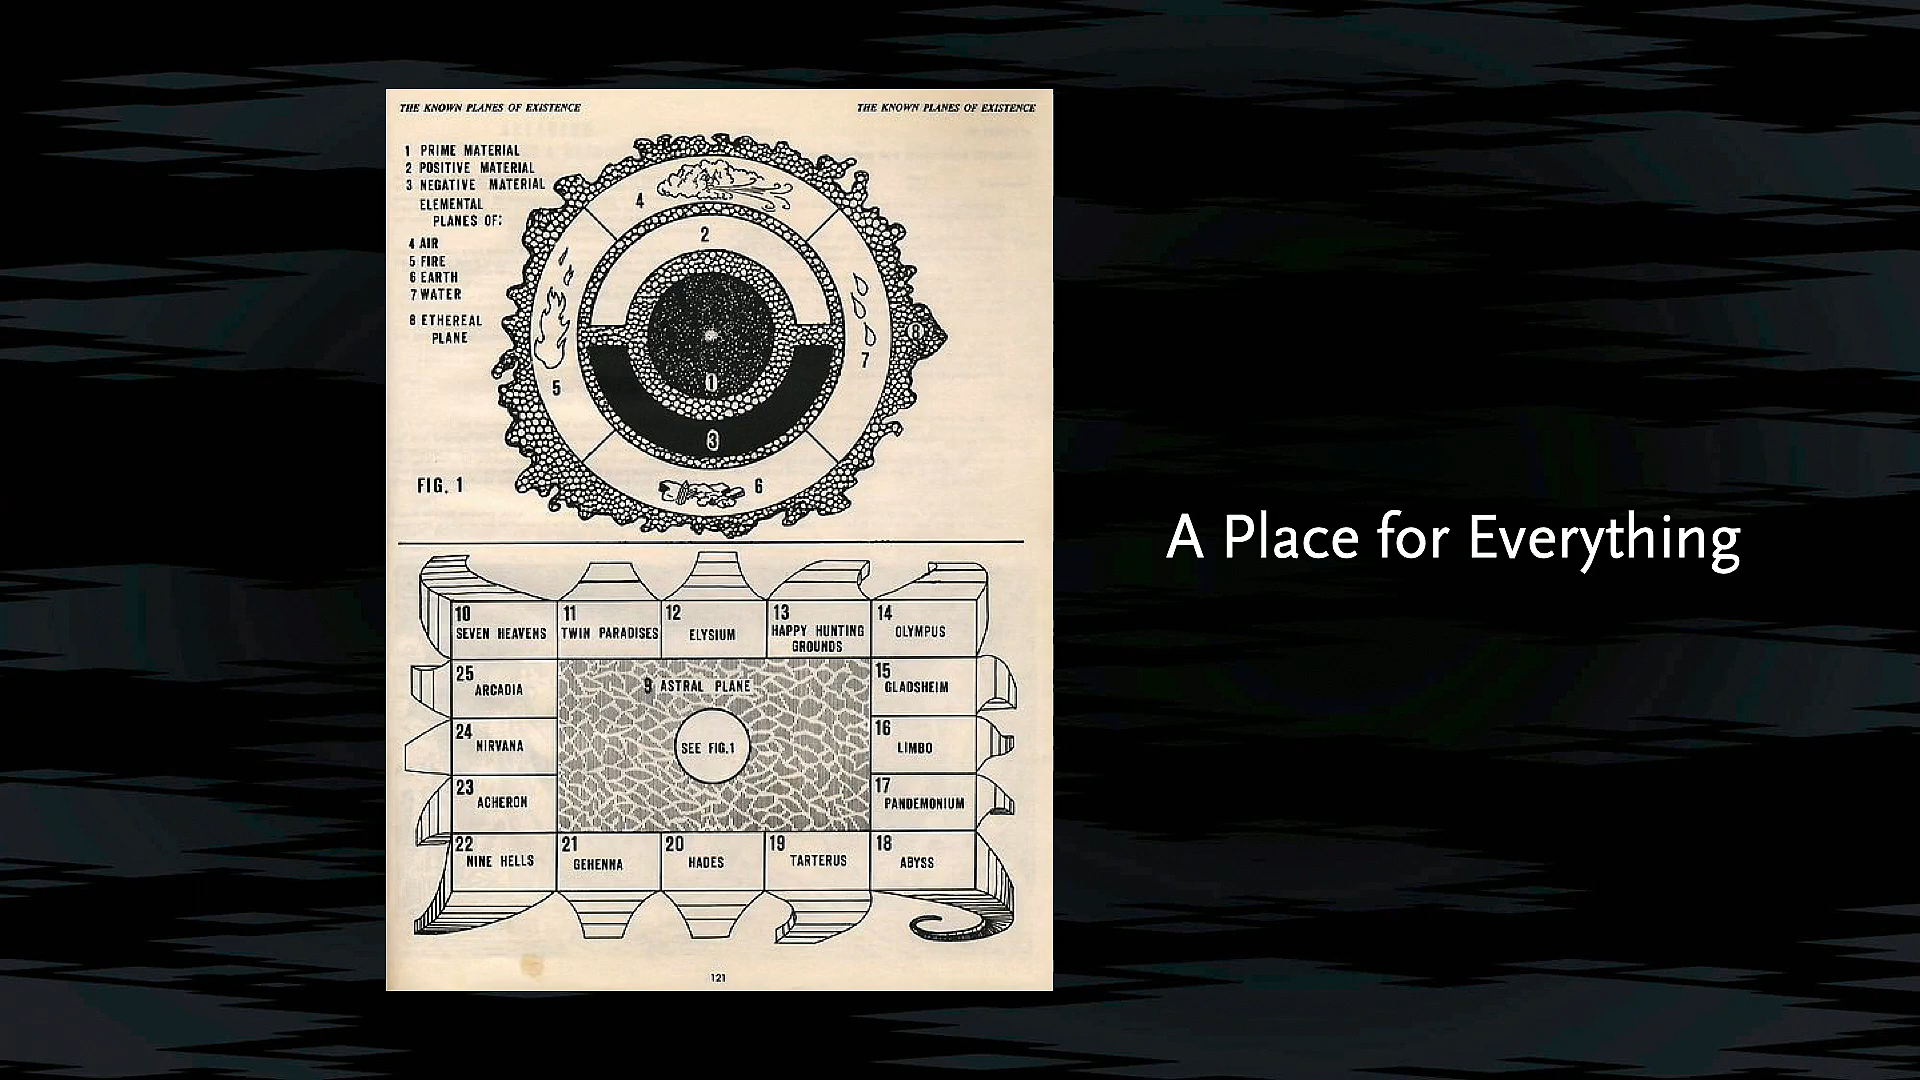 THE KNOWN PLANES OF EXISTENCE
THE KNOWN PLANES OF EXISTENCE
1 PRIME MATERIAL
2 POSITIVE MATERIAL
3 NEGATIVE MATERIAL
ELEMENTAL
PLANES OF:
4 AIR
5 FIRE
6 EARTH
7 WATER
8 ETHEREAL
PLANE
4
2
8
7
1
5
3
6
FIG. 1
10
SEVEN HEAVENS
11
TWIN PARADISES
12
ELYSIUM
13
HAPPY HUNTING
GROUNDS
14
OLYMPUS
25
ARCADIA
9 ASTRAL PLANE
15
GLADSHEIM
24
NIRVANA
SEE FIG.1
16
LIMBO
23
ACHERON
17
PANDEMONIUM
22
NINE HELLS
21
GEHENNA
20
HADES
19
TARTERUS
18
ABYSS
121
A Place for Everything